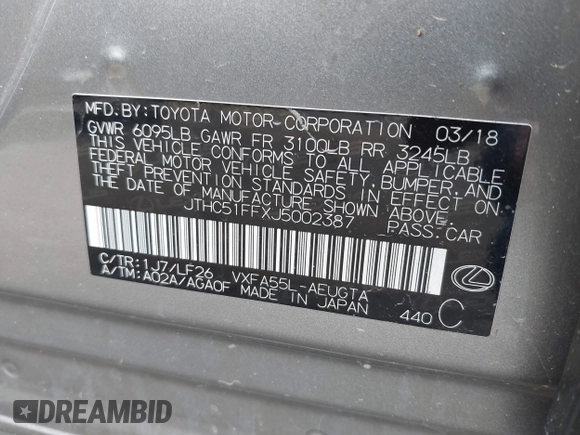 MFD. BY: TOYOTA MOTOR-CORPORATION 03/18
GVWR 6095LB GAWR FR 3100LB RR 3245LB
THIS VEHICLE CONFORMS TO ALL APPLICABLE
FEDERAL MOTOR VEHICLE SAFETY, BUMPER, AND
THEFT PREVENTION STANDARDS IN EFFECT ON
THE DATE OF MANUFACTURE SHOWN ABOVE.
JTHC51FFXJ5002387 PASS.CAR
C/TR: 1J7/LF26 VXFA55L-AEUGTA
A/TM: A02A/AGA0F MADE IN JAPAN 440 C
DREAMBID